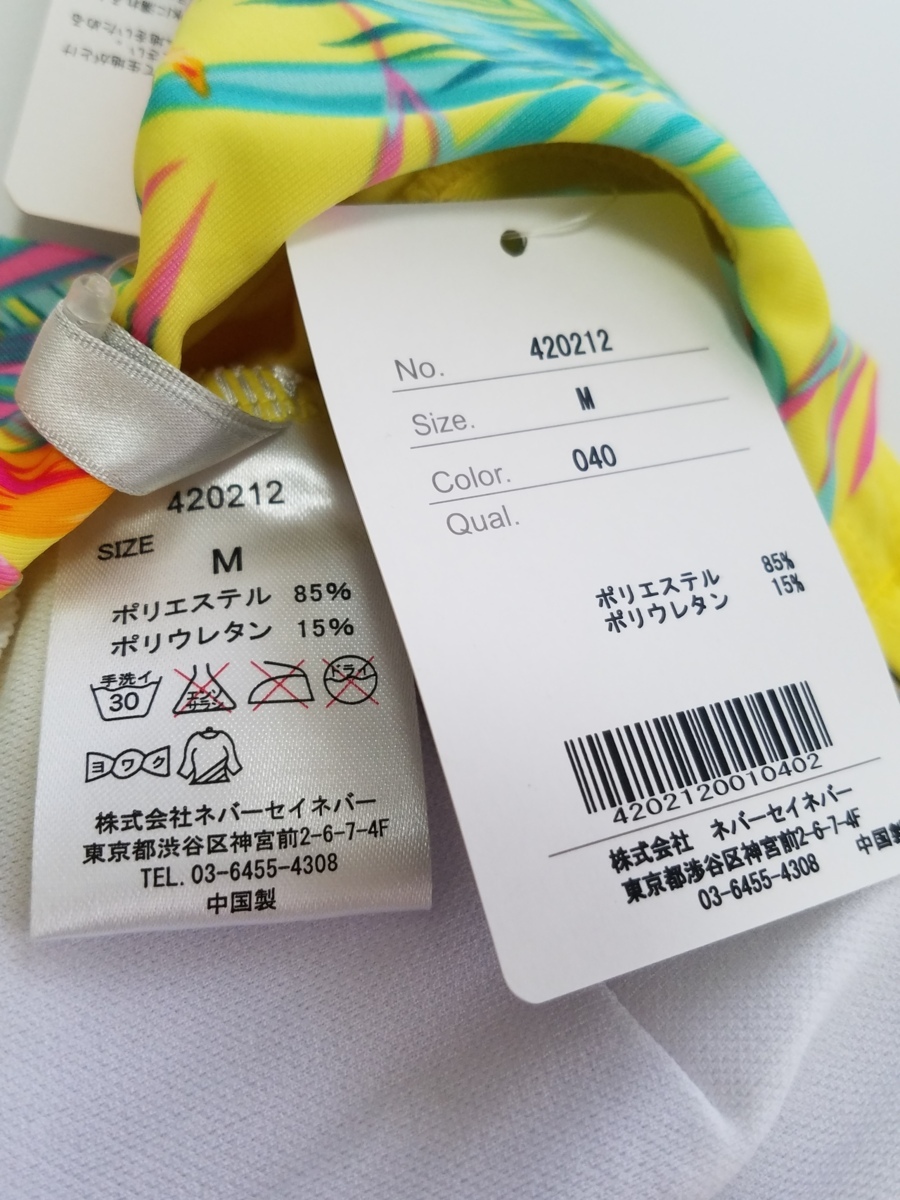 No. 420212
Size. M
Color. 040
Qual.
ポリエステル 85%
ポリウレタン 15%
4202120010402
株式会社 ネバーセイネバー
東京都渋谷区神宮前2-6-7-4F
03-6455-4308
中国製
420212
SIZE M
ポリエステル 85%
ポリウレタン 15%
手洗イ
30
エンソ
サラシ
ドライ
ヨワク
株式会社ネバーセイネバー
東京都渋谷区神宮前2-6-7-4F
TEL. 03-6455-4308
中国製